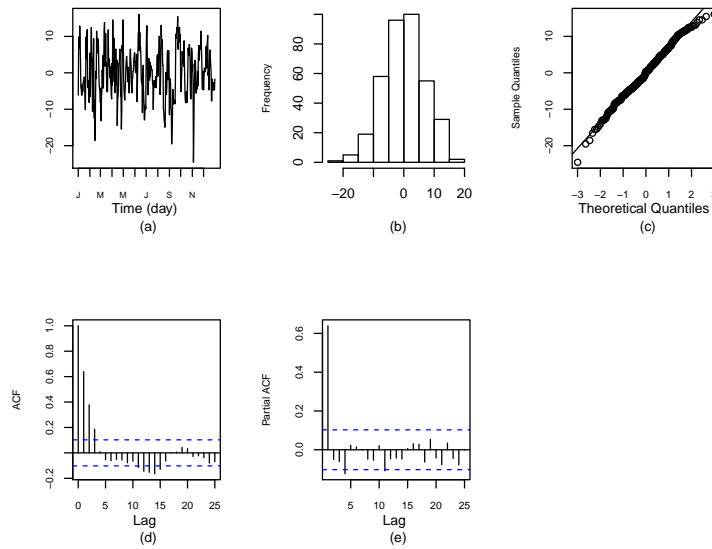 10
0
−10
−20
J M M J S N
Time (day)
(a)
Frequency
0 20 40 60 80
−20 0 10 20
(b)
Sample Quantiles
10
0
−10
−20
−3 −2 −1 0 1 2 3
Theoretical Quantiles
(c)
ACF
1.0
0.8
0.6
0.4
0.2
0.0
−0.2
0 5 10 15 20 25
Lag
(d)
Partial ACF
0.6
0.4
0.2
0.0
5 10 15 20 25
Lag
(e)